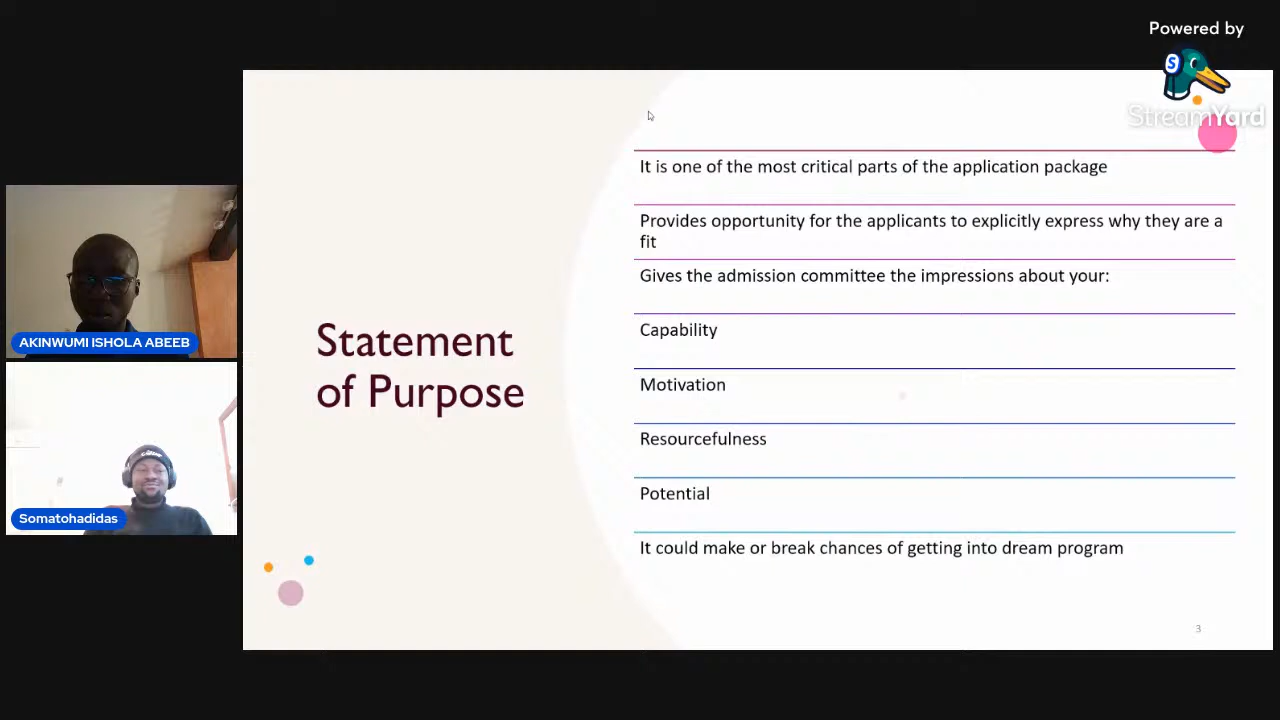 Powered by
StreamYard
It is one of the most critical parts of the application package
Provides opportunity for the applicants to explicitly express why they are a
fit
Gives the admission committee the impressions about your:
Capability
Motivation
Resourcefulness
Potential
It could make or break chances of getting into dream program
Statement
of Purpose
3
AKINWUMI ISHOLA ABEEB
Somatohadidas